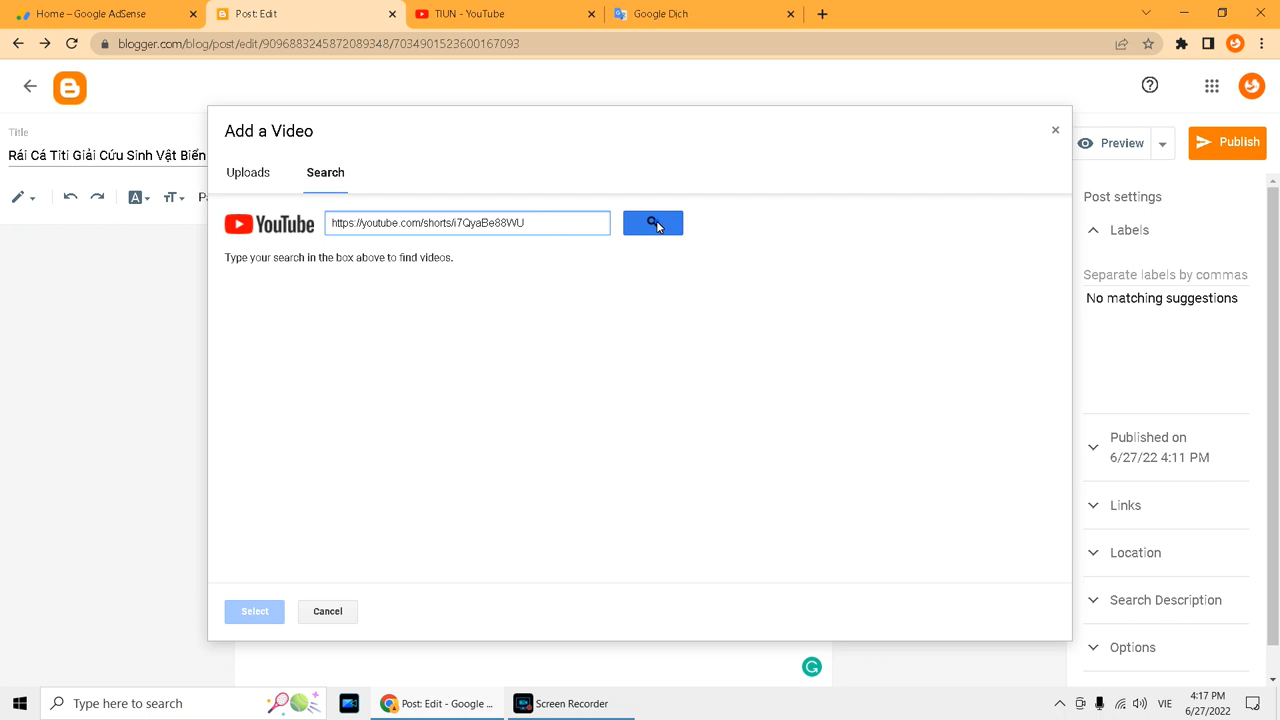 Home – Google AdSense
Post: Edit
TIUN - YouTube
Google Dịch
blogger.com/blog/post/edit/9096883245872089348/7034901523600167093
Title
Rái Cá Titi Giải Cứu Sinh Vật Biển
Preview
Publish
Add a Video
Uploads
Search
YouTube
https://youtube.com/shorts/i7QyaBe88WU
Type your search in the box above to find videos.
Select
Cancel
Post settings
Labels
Separate labels by commas
No matching suggestions
Published on
6/27/22 4:11 PM
Links
Location
Search Description
Options
Type here to search
Post: Edit - Google ...
Screen Recorder
VIE
4:17 PM
6/27/2022